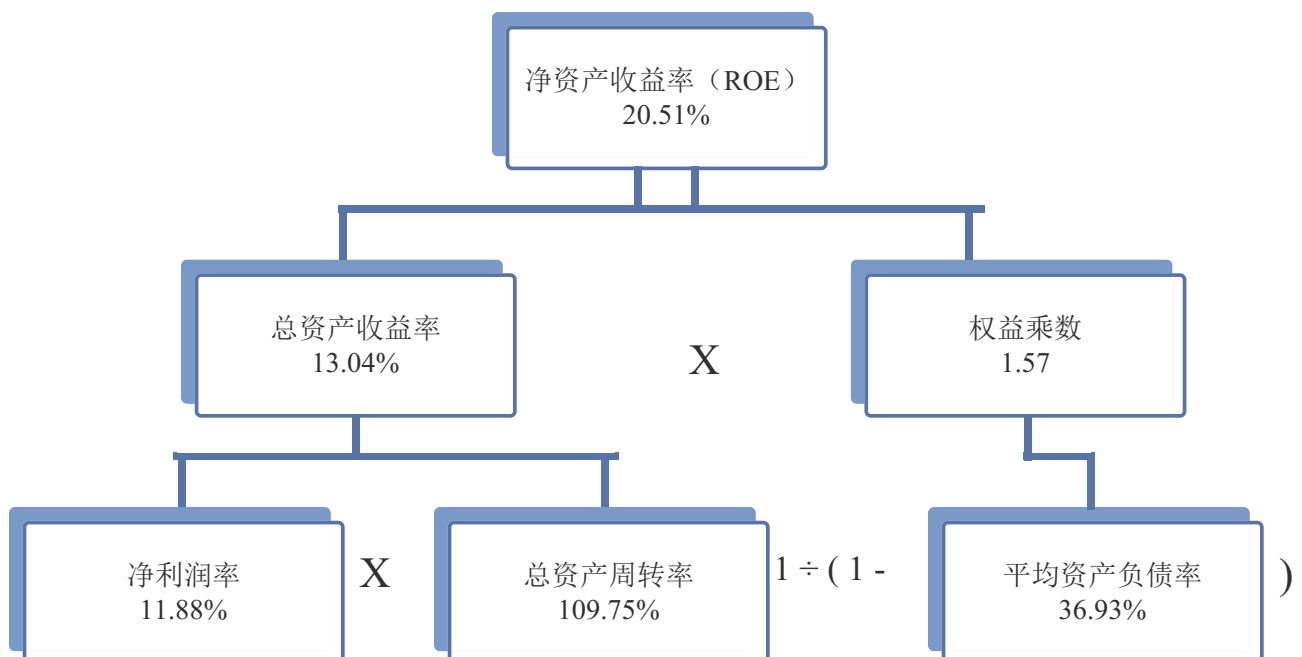 净资产收益率（ROE）
20.51%
总资产收益率
13.04%
X
权益乘数
1.57
净利润率
11.88%
X
总资产周转率
109.75%
1 ÷ ( 1 -
平均资产负债率
36.93%
)